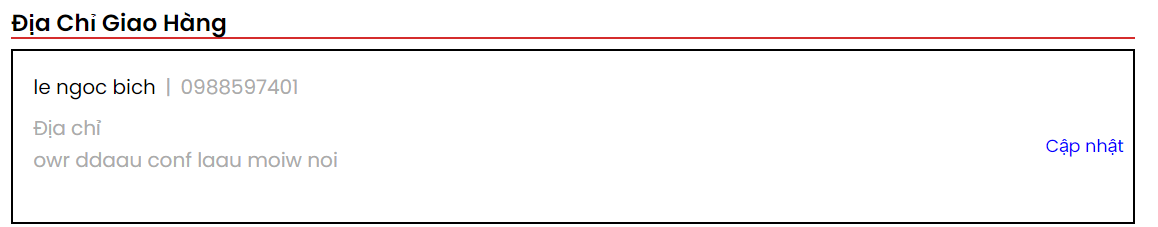 Địa Chỉ Giao Hàng
le ngoc bich | 0988597401
Địa chỉ
owr ddaau conf laau moiw noi
Cập nhật